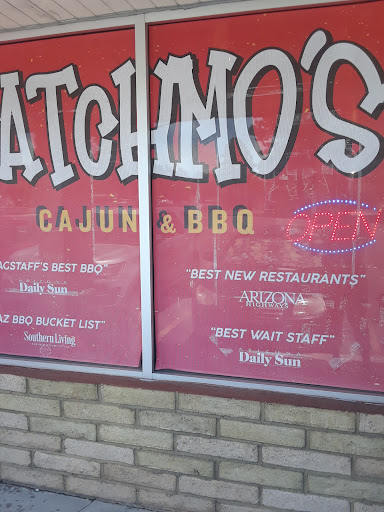 ATCHMO'S
CAJUN & BBQ
OPEN
AGSTAFF'S BEST BBQ"
Daily Sun
AZ BBQ BUCKET LIST"
Southern Living
"BEST NEW RESTAURANTS"
ARIZONA
HIGHWAYS
"BEST WAIT STAFF"
Daily Sun